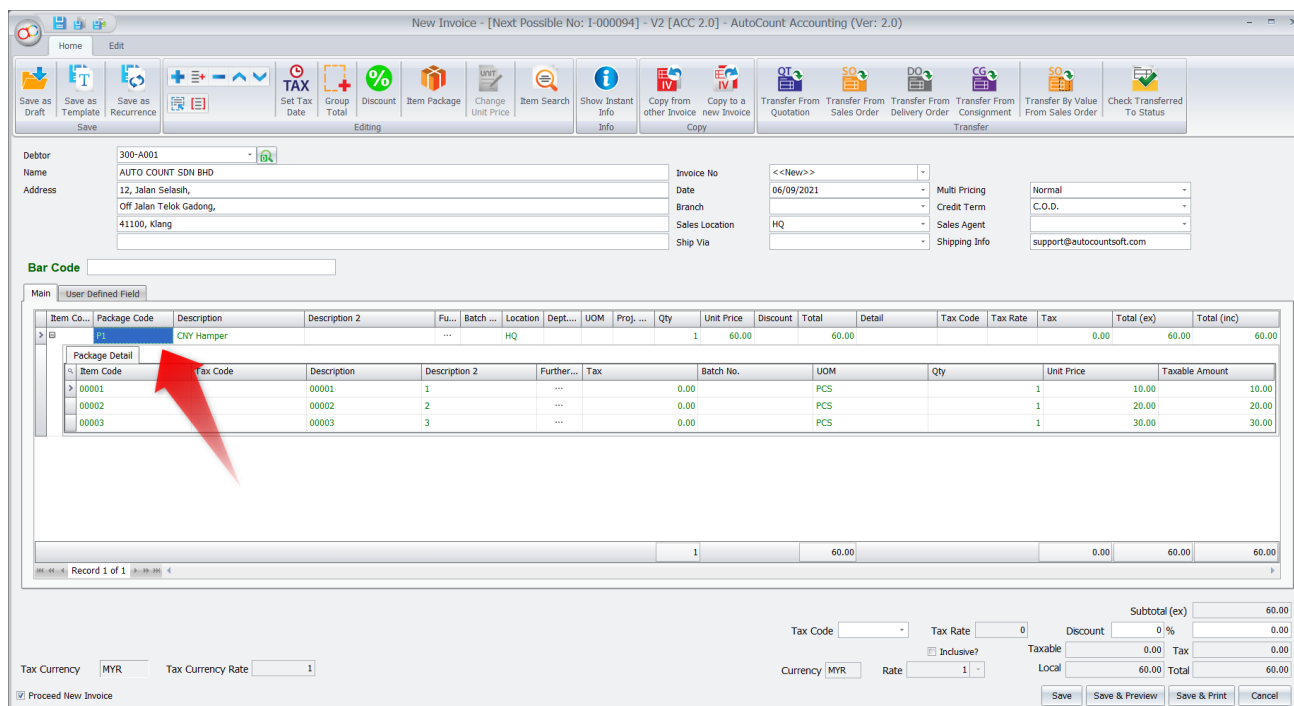 New Invoice - [Next Possible No: I-000094] - V2 [ACC 2.0] - AutoCount Accounting (Ver: 2.0)
Home Edit
QT SO DO CG SO
TAX UNIT IV IV
Save as Draft Save as Template Save as Recurrence Set Tax Date Group Total Discount Item Package Change Unit Price Item Search Show Instant Info Copy from other Invoice Copy to a new Invoice Transfer From Quotation Transfer From Sales Order Transfer From Delivery Order Transfer From Consignment Transfer By Value From Sales Order Check Transferred To Status
Save Editing Info Copy Transfer
Debtor 300-A001
Name AUTO COUNT SDN BHD Invoice No <<New>>
Address 12, Jalan Selasih, Date 06/09/2021 Multi Pricing Normal
Off Jalan Telok Gadong, Branch Credit Term C.O.D.
41100, Klang Sales Location HQ Sales Agent
Ship Via Shipping Info support@autocountsoft.com
Bar Code
Main User Defined Field
Item Co... Package Code Description Description 2 Fu... Batch ... Location Dept.... UOM Proj. ... Qty Unit Price Discount Total Detail Tax Code Tax Rate Tax Total (ex) Total (inc)
P1 CNY Hamper ... HQ 1 60.00 60.00 0.00 60.00 60.00
Package Detail
Item Code Tax Code Description Description 2 Further... Tax Batch No. UOM Qty Unit Price Taxable Amount
00001 00001 1 ... 0.00 PCS 1 10.00 10.00
00002 00002 2 ... 0.00 PCS 1 20.00 20.00
00003 00003 3 ... 0.00 PCS 1 30.00 30.00
1 60.00 0.00 60.00 60.00
Record 1 of 1
Subtotal (ex) 60.00
Tax Code Tax Rate 0 Discount 0 % 0.00
Inclusive? Taxable 0.00 Tax 0.00
Tax Currency MYR Tax Currency Rate 1 Currency MYR Rate 1 Local 60.00 Total 60.00
Proceed New Invoice Save Save & Preview Save & Print Cancel